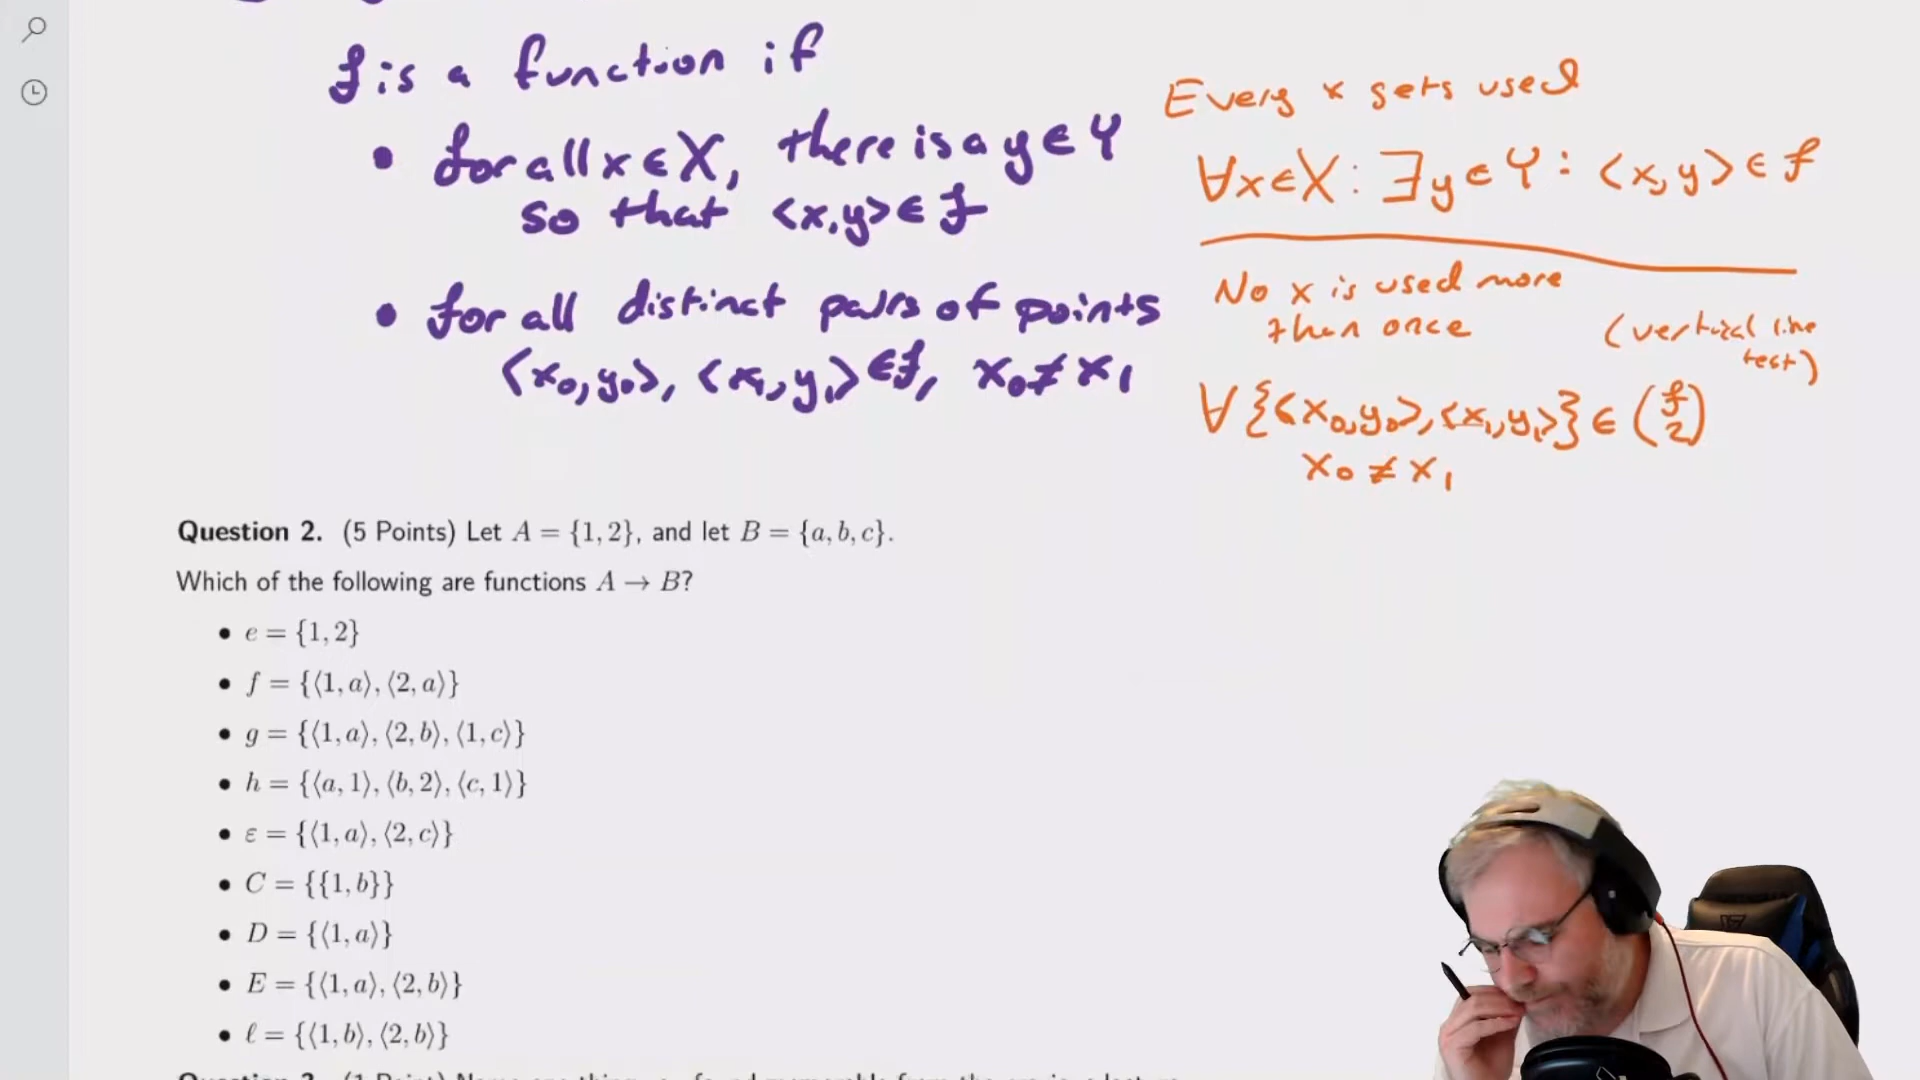 f is a function if
• for all x ∈ X, there is a y ∈ Y
so that <x,y> ∈ f
• for all distinct pairs of points
<x₀,y₀>, <x₁,y₁> ∈ f, x₀ ≠ x₁
Every x gets used
∀x∈X: ∃y∈Y: <x,y> ∈ f
No x is used more
than once
(vertical line
test)
∀ {<x₀,y₀>,<x₁,y₁>} ∈ (f 2)
x₀ ≠ x₁
Question 2. (5 Points) Let A = {1, 2}, and let B = {a, b, c}.
Which of the following are functions A → B?
• e = {1, 2}
• f = {⟨1, a⟩, ⟨2, a⟩}
• g = {⟨1, a⟩, ⟨2, b⟩, ⟨1, c⟩}
• h = {⟨a, 1⟩, ⟨b, 2⟩, ⟨c, 1⟩}
• ε = {⟨1, a⟩, ⟨2, c⟩}
• C = {{1, b}}
• D = {⟨1, a⟩}
• E = {⟨1, a⟩, ⟨2, b⟩}
• ℓ = {⟨1, b⟩, ⟨2, b⟩}